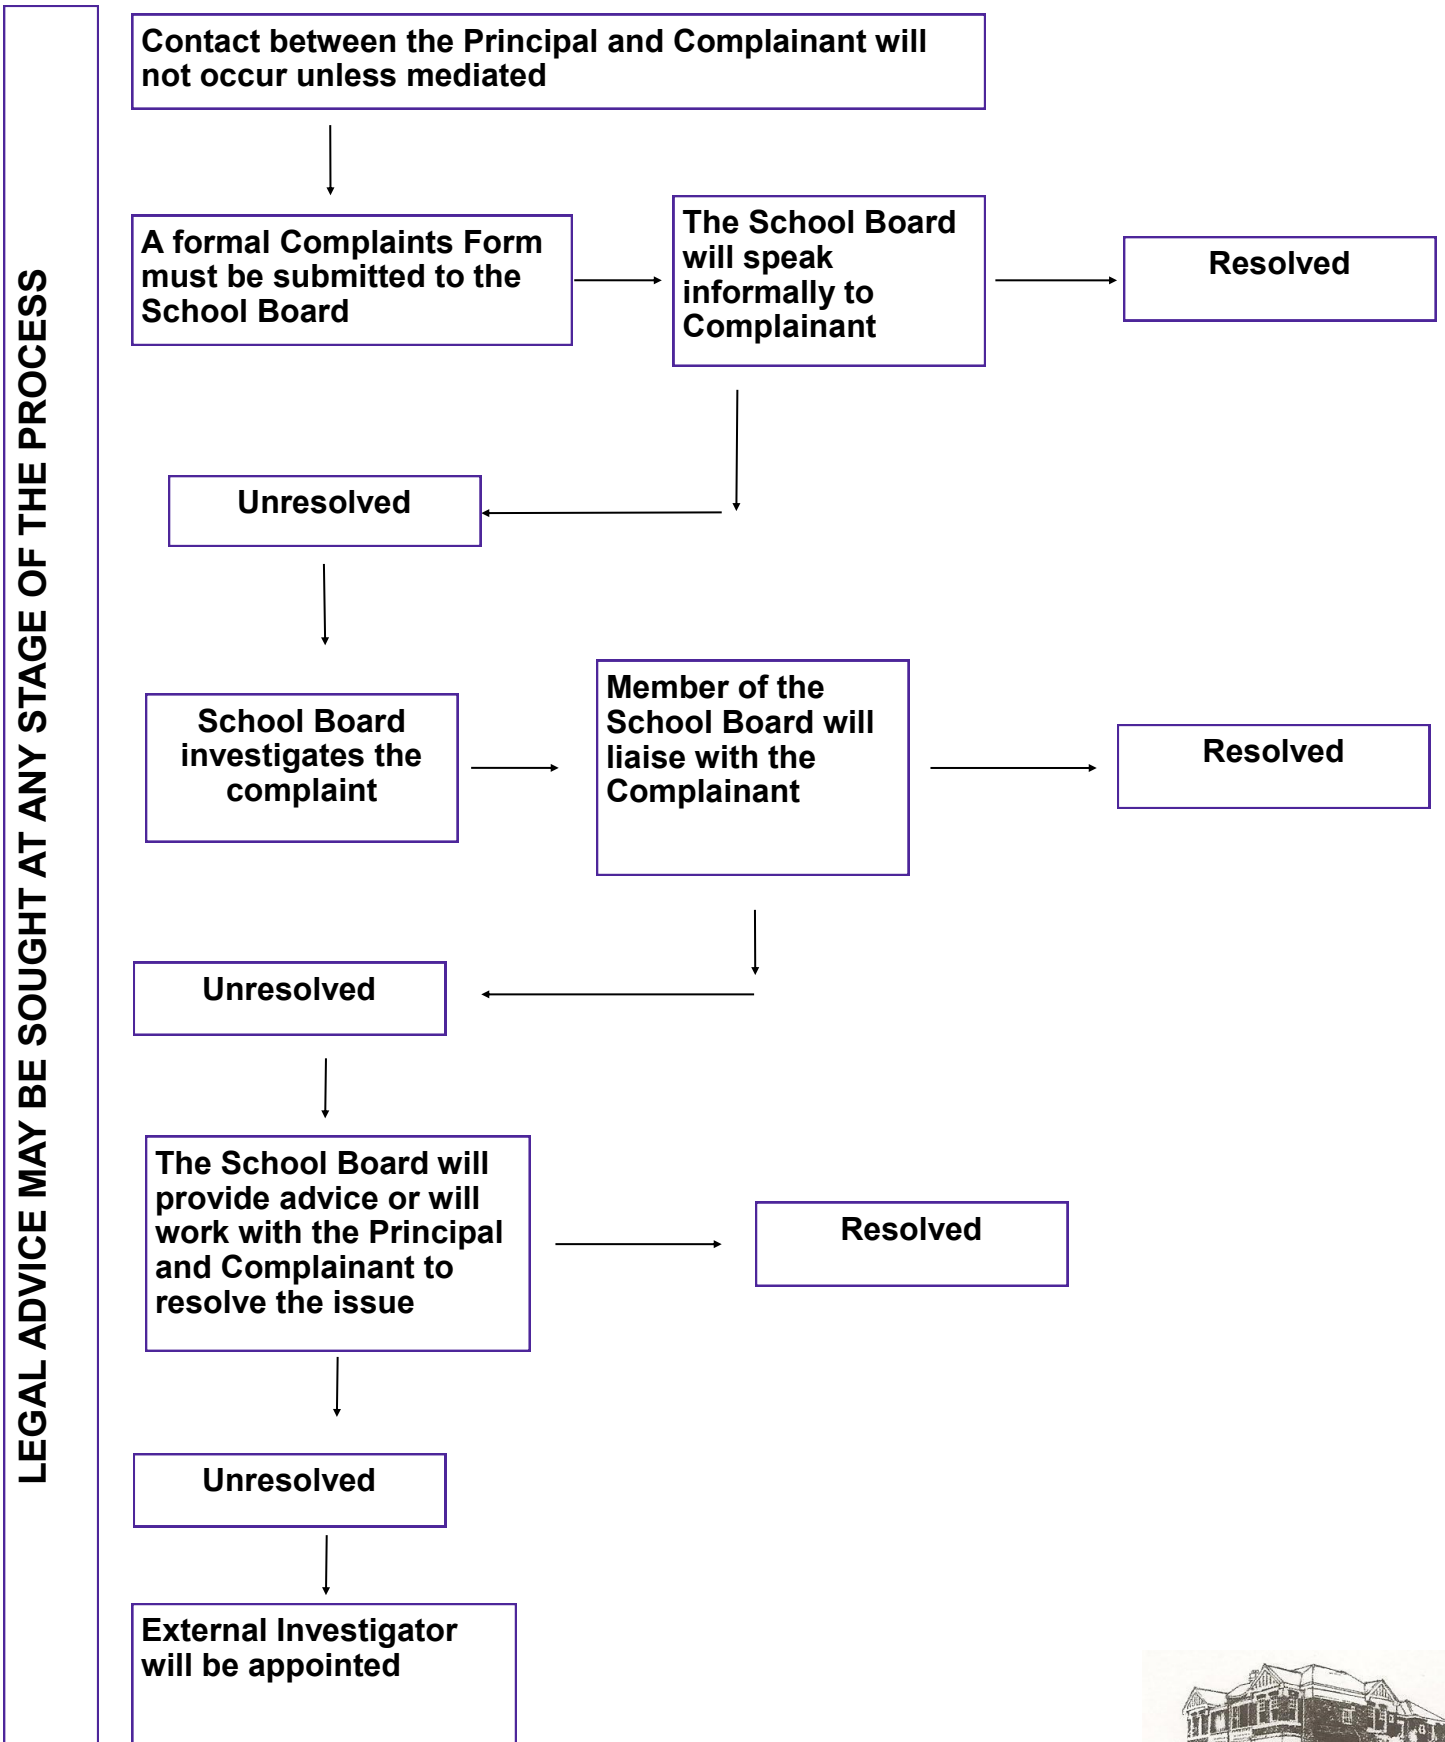 LEGAL ADVICE MAY BE SOUGHT AT ANY STAGE OF THE PROCESS
Contact between the Principal and Complainant will
not occur unless mediated
A formal Complaints Form
must be submitted to the
School Board
The School Board
will speak
informally to
Complainant
Resolved
Unresolved
School Board
investigates the
complaint
Member of the
School Board will
liaise with the
Complainant
Resolved
Unresolved
The School Board will
provide advice or will
work with the Principal
and Complainant to
resolve the issue
Resolved
Unresolved
External Investigator
will be appointed